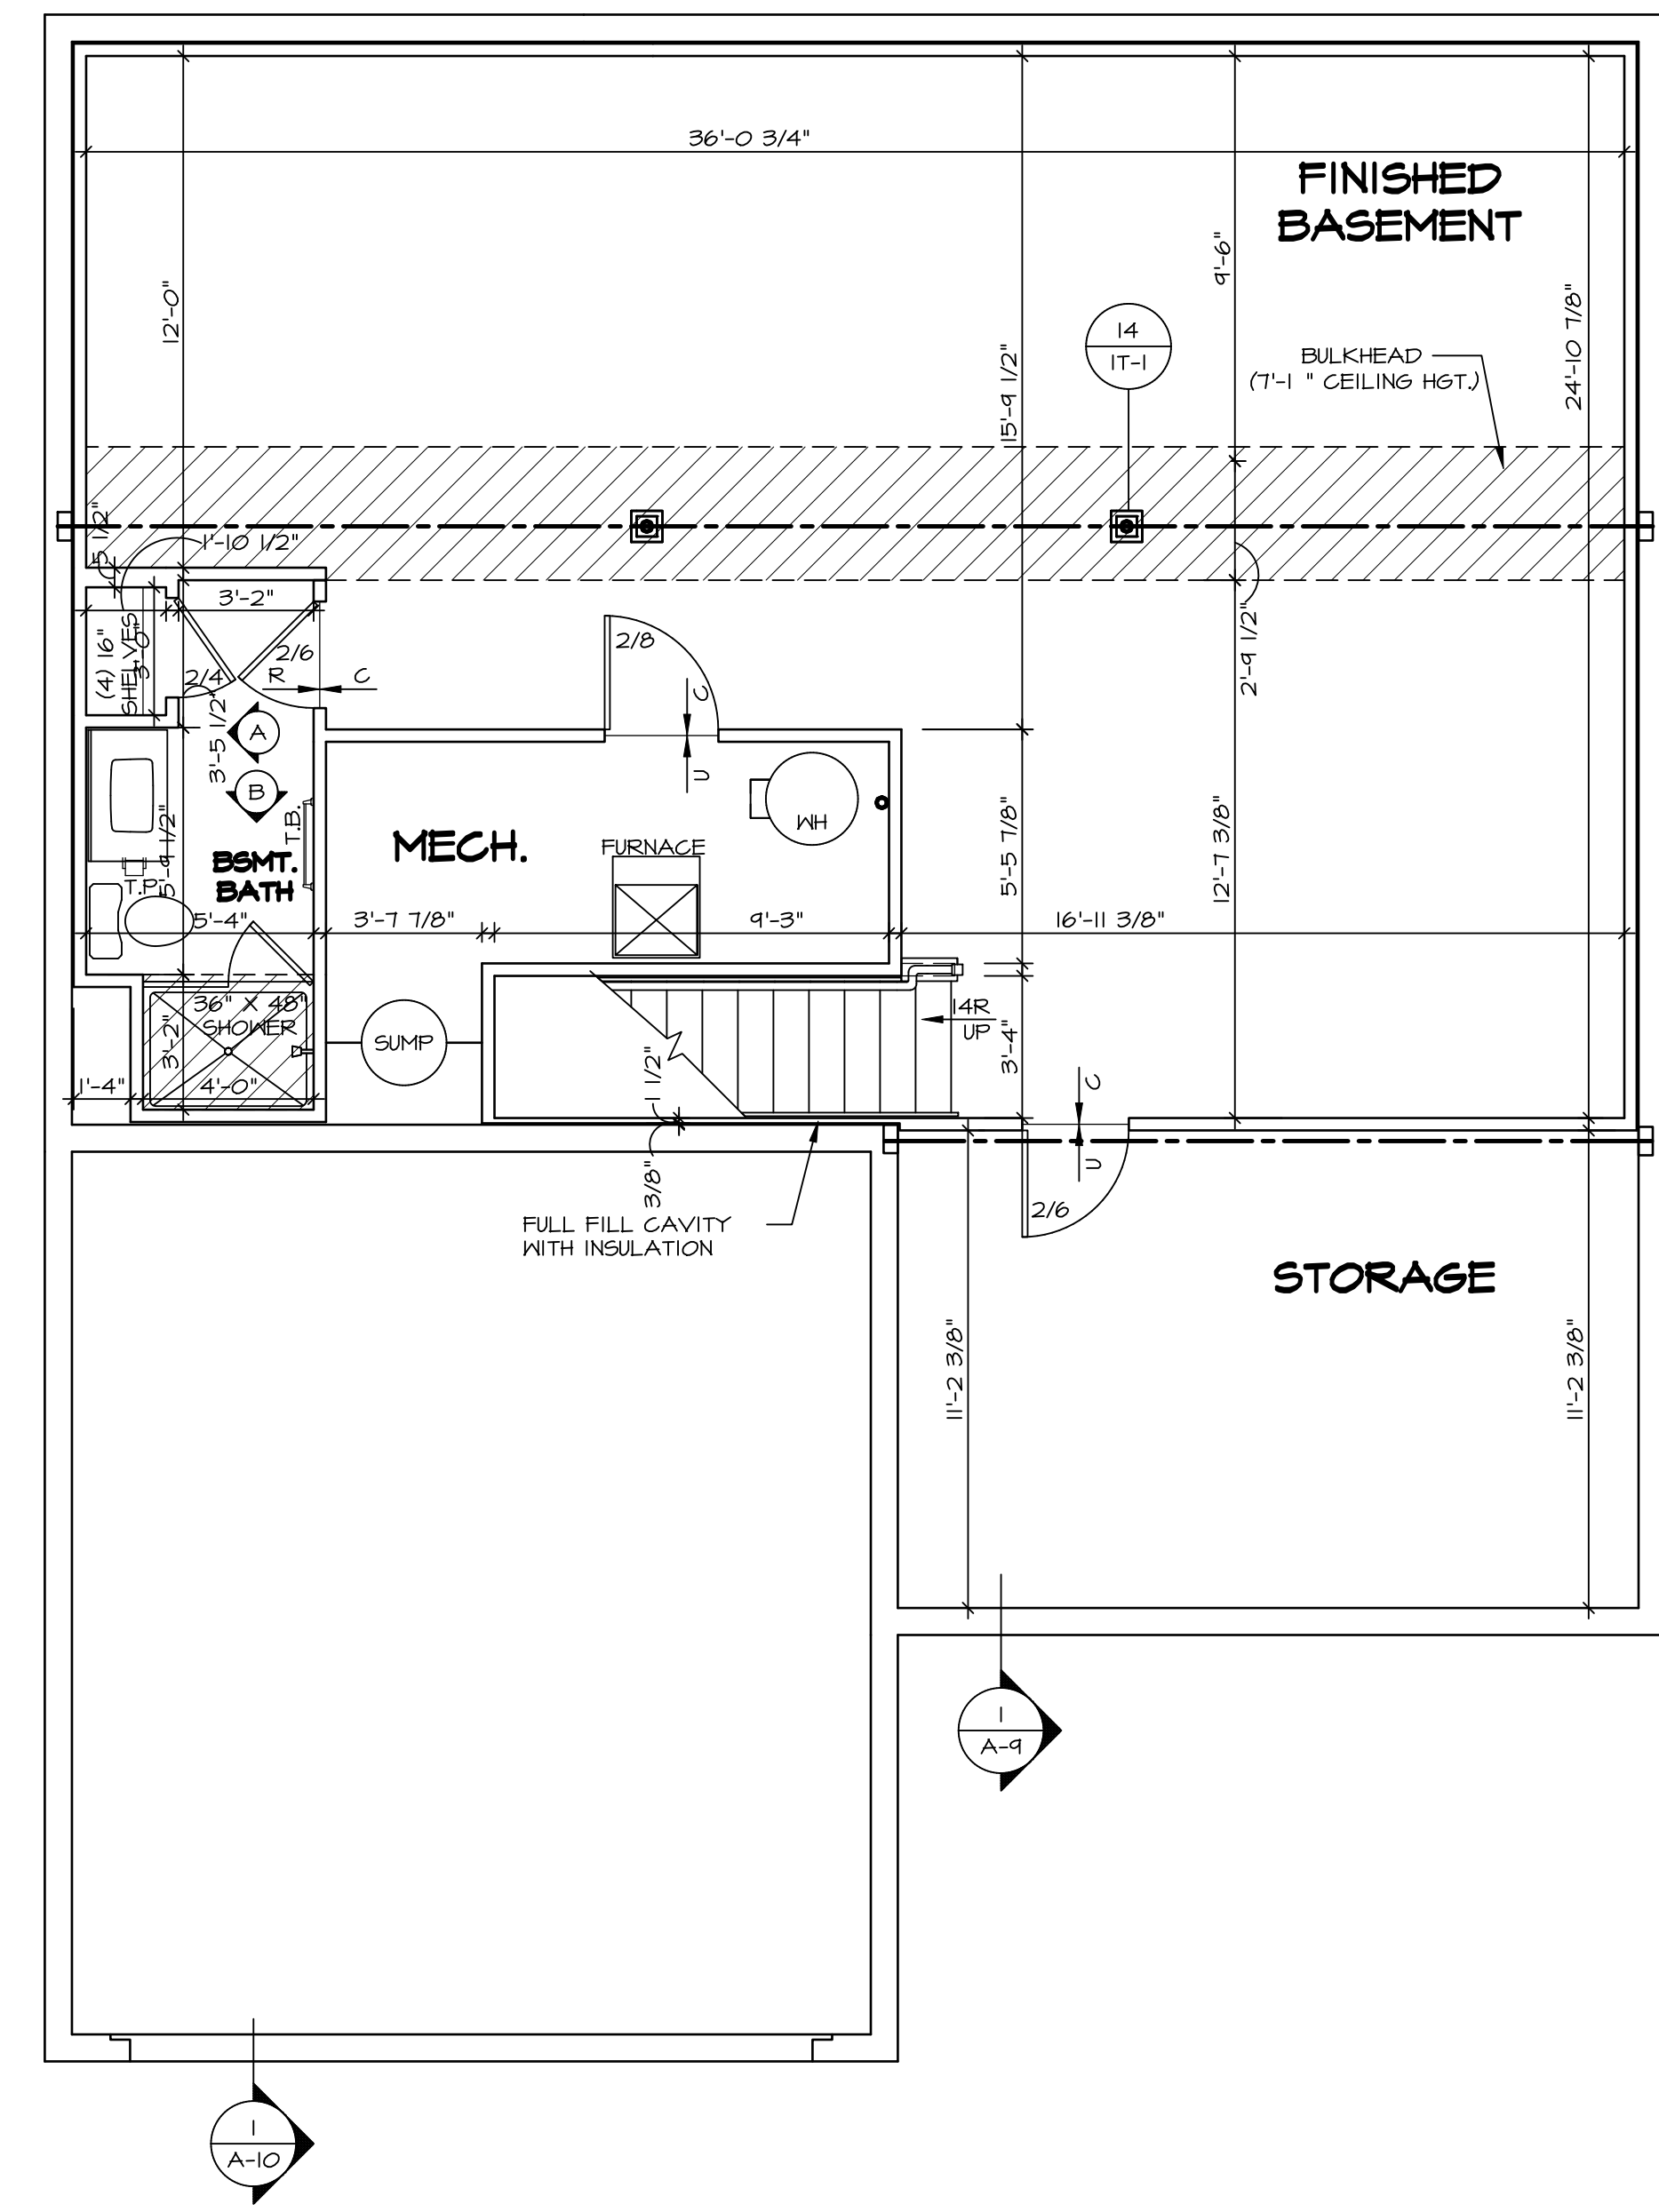 36'-0 3/4"
FINISHED
BASEMENT
9'-6"
12'-0"
24'-10 7/8"
15'-9 1/2"
14
1T-1
BULKHEAD
(7'-1 " CEILING HGT.)
5 1/2"
1'-10 1/2"
3'-2"
(4) 16"
SHELVES
3'-0"
2/4
2/6
R
C
2/8
C
U
2'-9 1/2"
3'-5 1/2"
A
B
T.B.
5'-9 1/2"
T.P.
BSMT.
BATH
MECH.
FURNACE
WH
5'-5 7/8"
12'-7 3/8"
5'-4"
3'-7 7/8"
9'-3"
16'-11 3/8"
36" X 48"
SHOWER
3'-2"
SUMP
14R
UP
3'-4"
1'-4"
4'-0"
1 1/2"
3/8"
C
U
2/6
FULL FILL CAVITY
WITH INSULATION
STORAGE
11'-2 3/8"
11'-2 3/8"
1
A-9
1
A-10